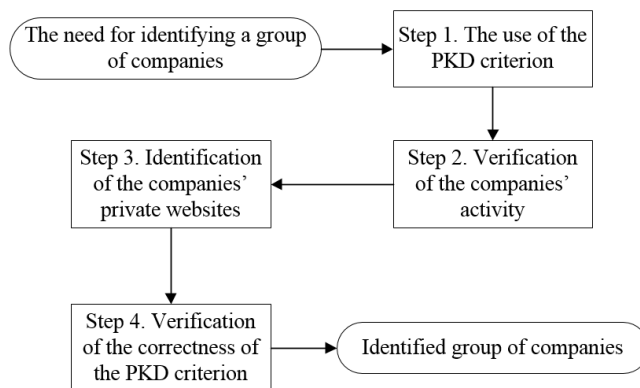 The need for identifying a group
of companies
Step 1. The use of the
PKD criterion
Step 2. Verification
of the companies’
activity
Step 3. Identification
of the companies’
private websites
Step 4. Verification
of the correctness of
the PKD criterion
Identified group of companies